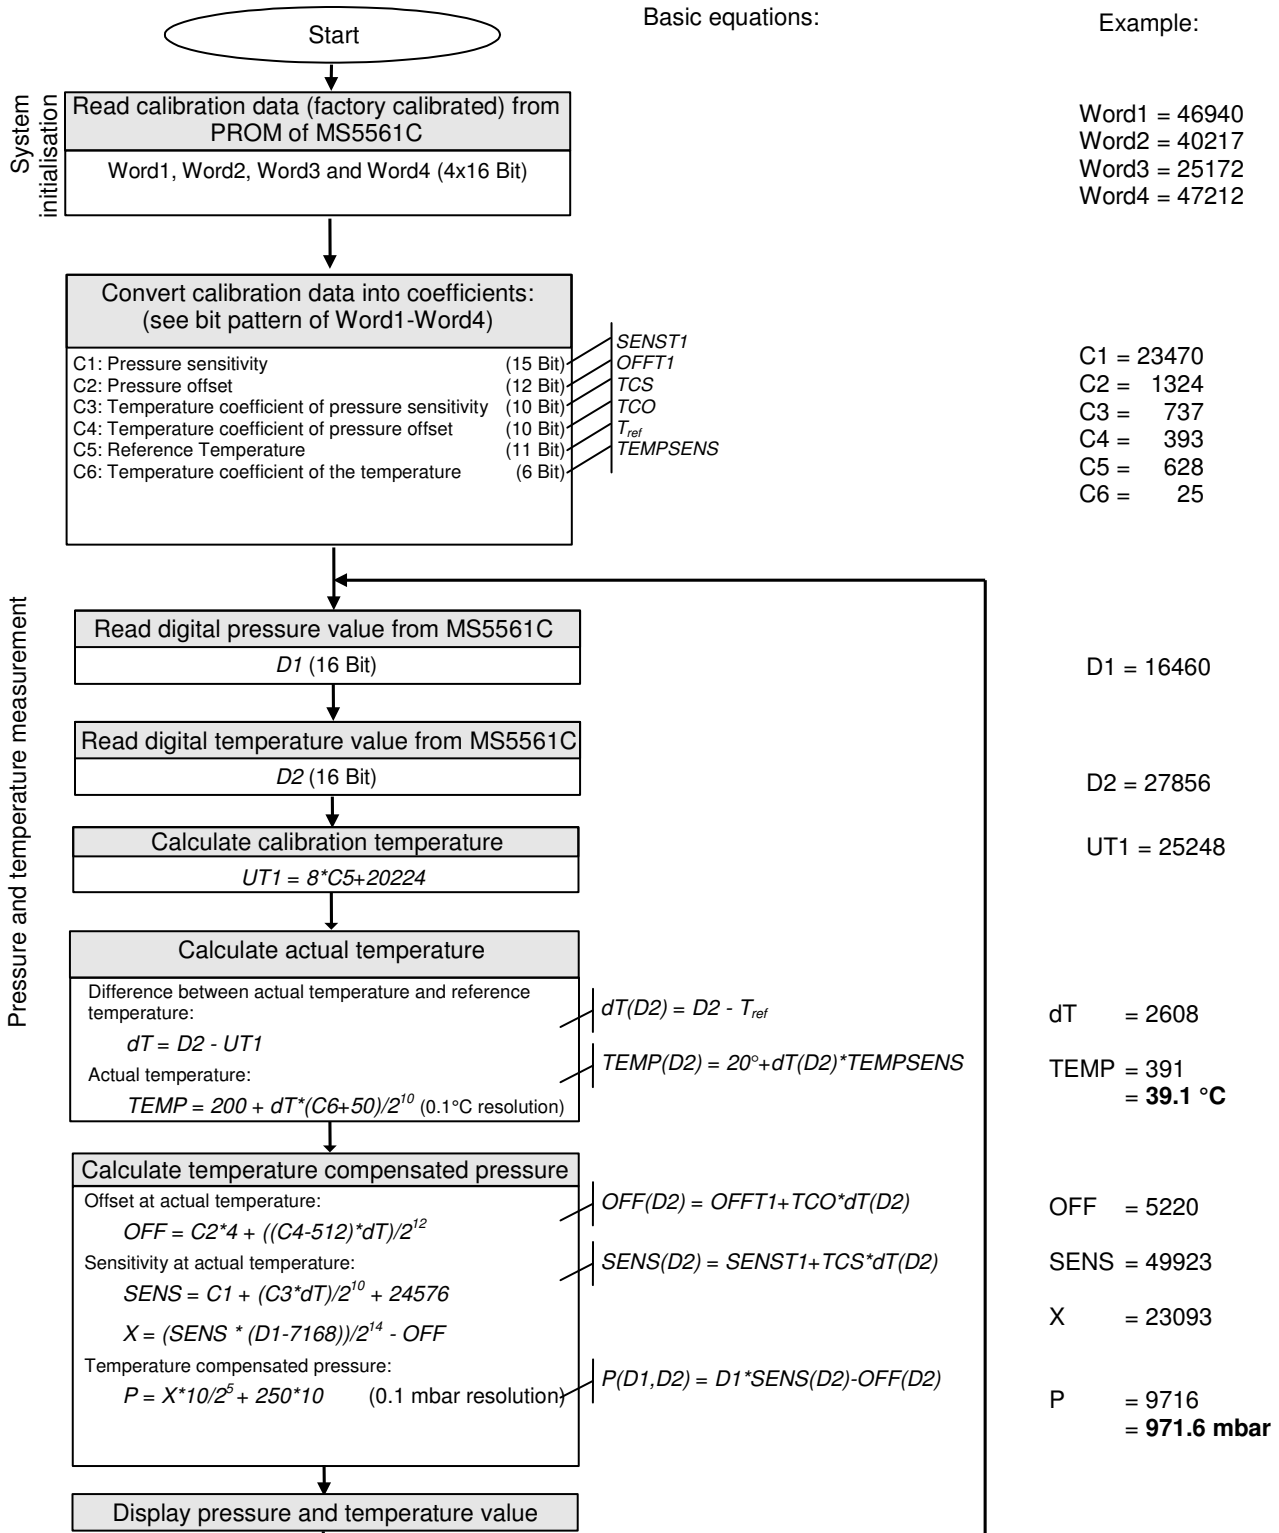 Basic equations:
Example:
Start
System initialisation
Read calibration data (factory calibrated) from
PROM of MS5561C
Word1, Word2, Word3 and Word4 (4x16 Bit)
Word1 = 46940
Word2 = 40217
Word3 = 25172
Word4 = 47212
Convert calibration data into coefficients:
(see bit pattern of Word1-Word4)
C1: Pressure sensitivity (15 Bit)
C2: Pressure offset (12 Bit)
C3: Temperature coefficient of pressure sensitivity (10 Bit)
C4: Temperature coefficient of pressure offset (10 Bit)
C5: Reference Temperature (11 Bit)
C6: Temperature coefficient of the temperature (6 Bit)
SENST1
OFFT1
TCS
TCO
T_ref
TEMPSENS
C1 = 23470
C2 = 1324
C3 = 737
C4 = 393
C5 = 628
C6 = 25
Pressure and temperature measurement
Read digital pressure value from MS5561C
D1 (16 Bit)
D1 = 16460
Read digital temperature value from MS5561C
D2 (16 Bit)
D2 = 27856
Calculate calibration temperature
UT1 = 8*C5+20224
UT1 = 25248
Calculate actual temperature
Difference between actual temperature and reference
temperature:
dT = D2 - UT1
dT(D2) = D2 - T_ref
dT = 2608
Actual temperature:
TEMP = 200 + dT*(C6+50)/2^10 (0.1°C resolution)
TEMP(D2) = 20°+dT(D2)*TEMPSENS
TEMP = 391
= 39.1 °C
Calculate temperature compensated pressure
Offset at actual temperature:
OFF = C2*4 + ((C4-512)*dT)/2^12
OFF(D2) = OFFT1+TCO*dT(D2)
OFF = 5220
Sensitivity at actual temperature:
SENS = C1 + (C3*dT)/2^10 + 24576
SENS(D2) = SENST1+TCS*dT(D2)
SENS = 49923
X = (SENS * (D1-7168))/2^14 - OFF
X = 23093
Temperature compensated pressure:
P = X*10/2^5 + 250*10 (0.1 mbar resolution)
P(D1,D2) = D1*SENS(D2)-OFF(D2)
P = 9716
= 971.6 mbar
Display pressure and temperature value